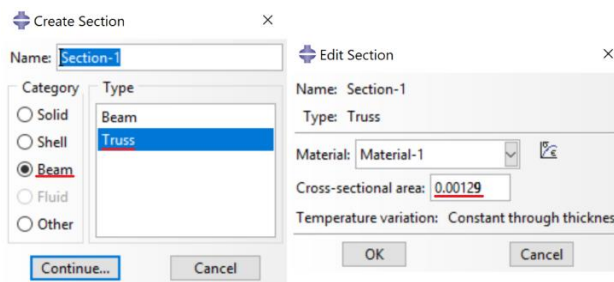 Create Section
Name: Section-1
Category
Type
Solid
Shell
Beam
Fluid
Other
Beam
Truss
Continue...
Cancel
Edit Section
Name: Section-1
Type: Truss
Material: Material-1
Cross-sectional area: 0.00129
Temperature variation: Constant through thicknes
OK
Cancel